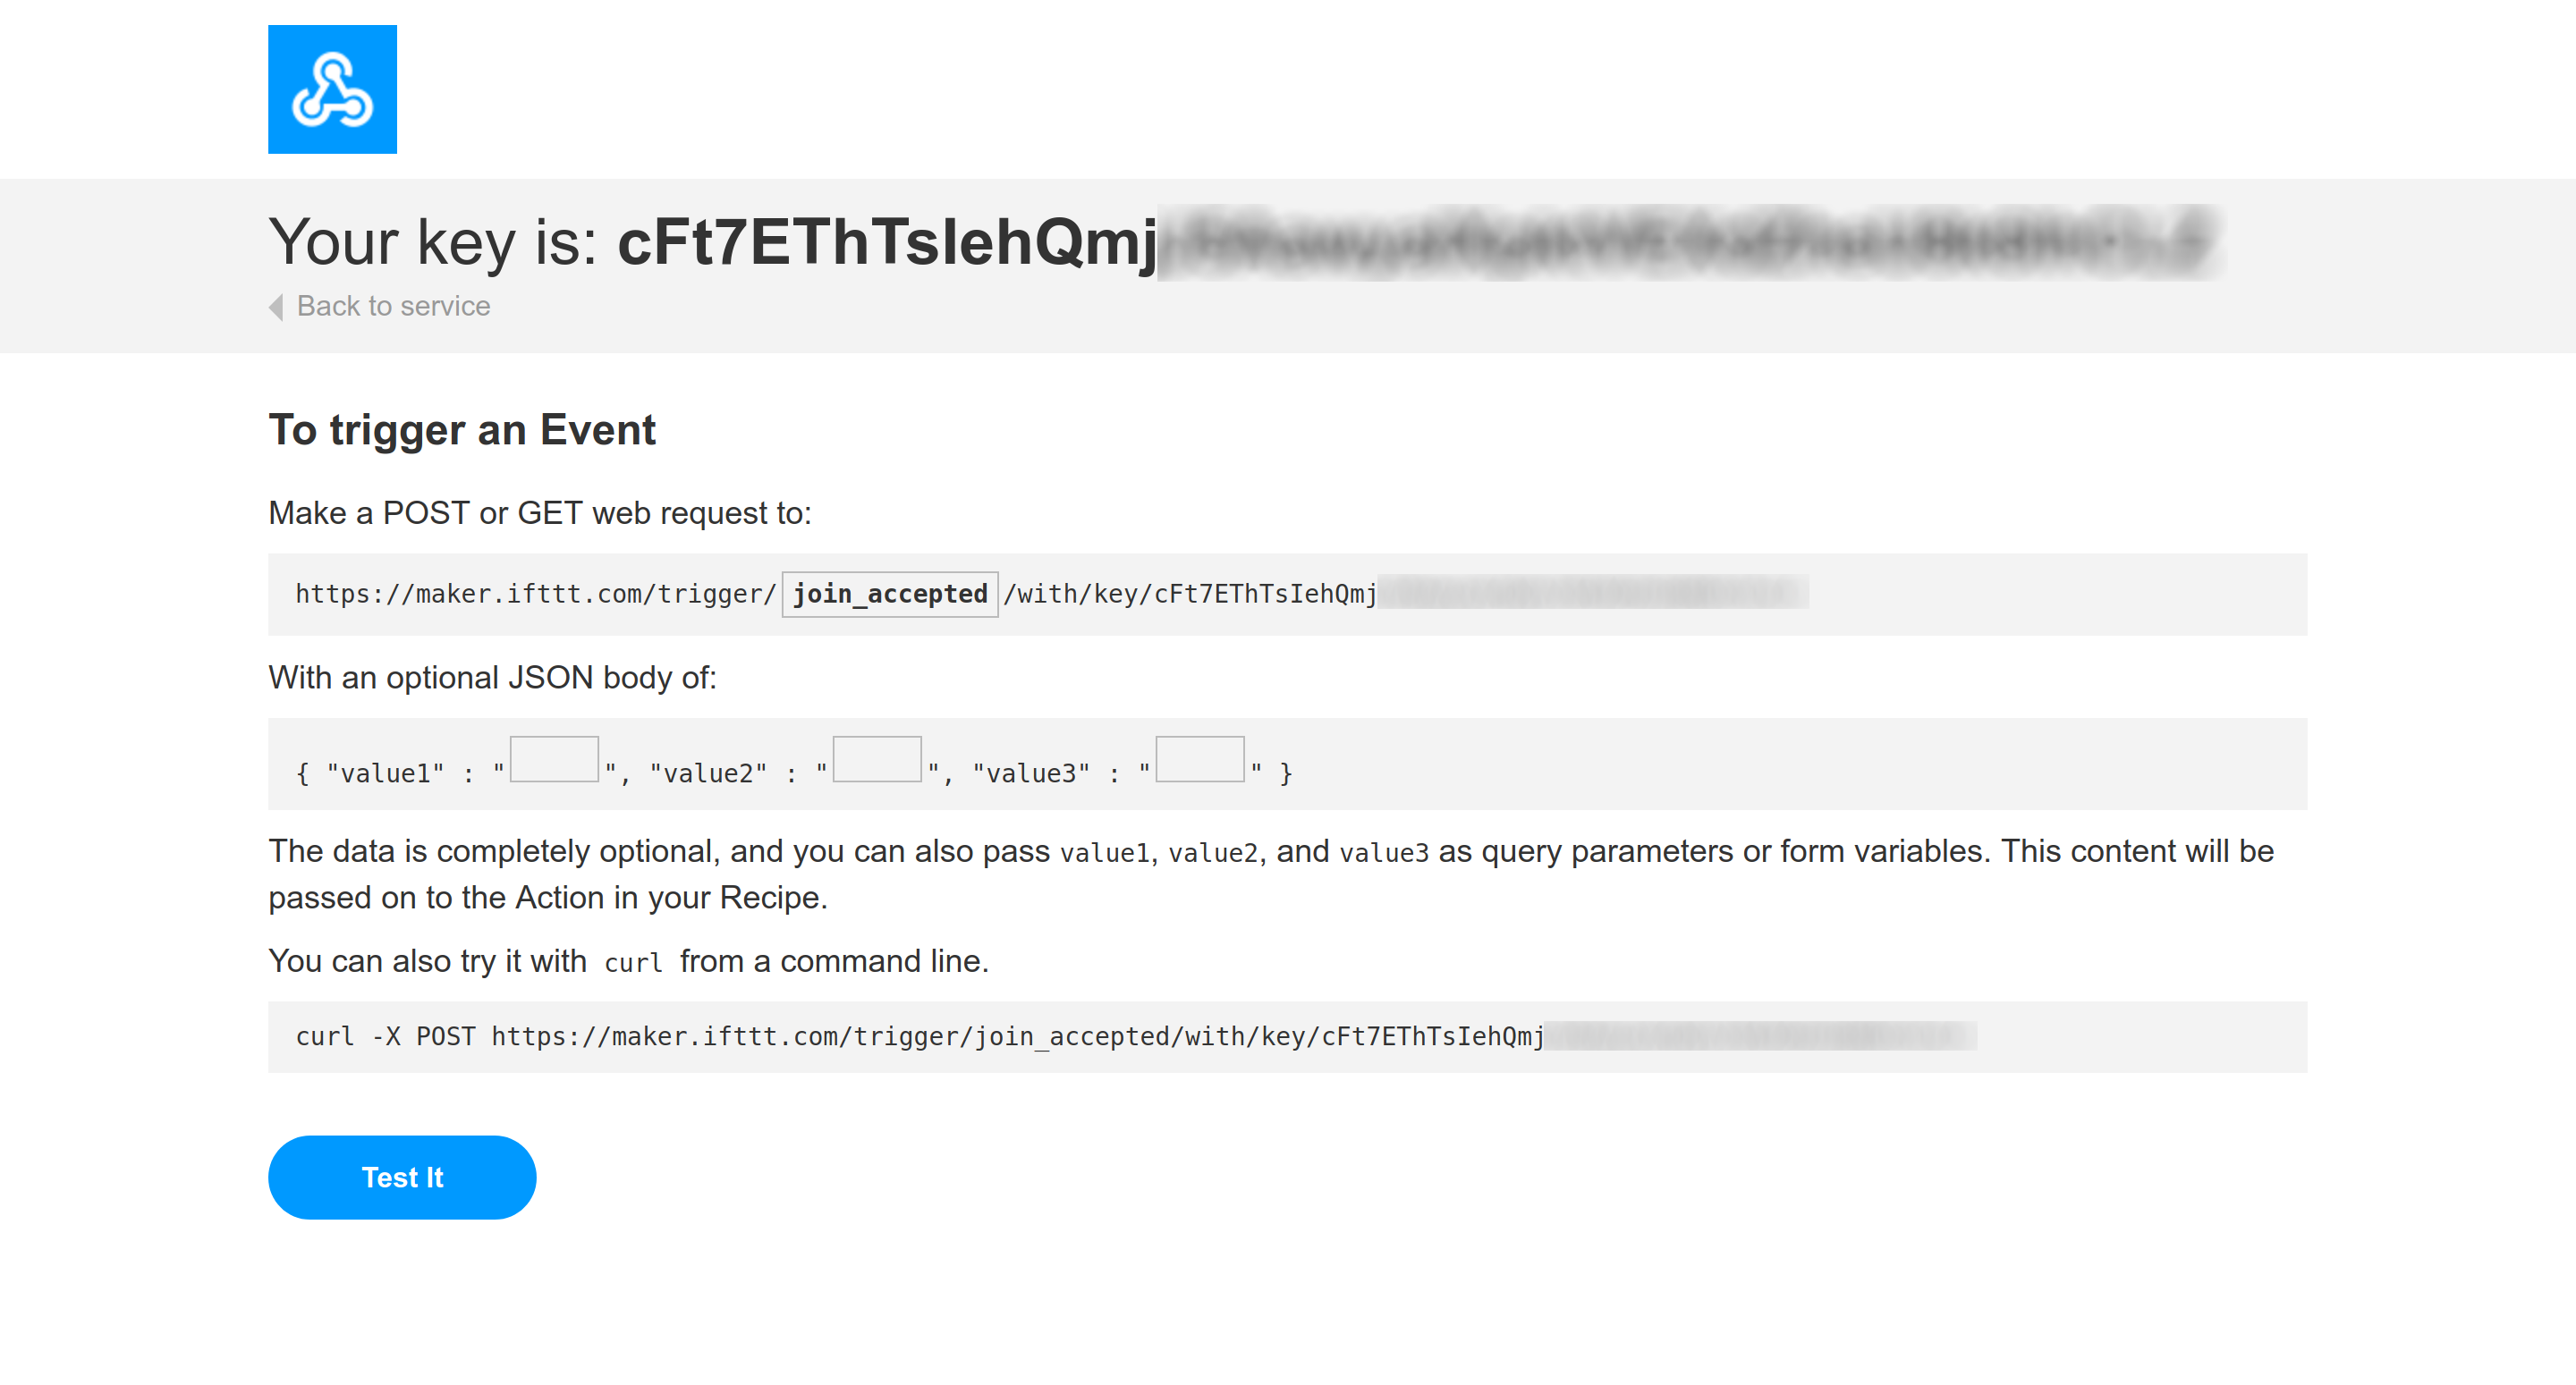 Your key is: cFt7EThTsIehQmj
Back to service
To trigger an Event
Make a POST or GET web request to:
https://maker.ifttt.com/trigger/ join_accepted /with/key/cFt7EThTsIehQmj
With an optional JSON body of:
{ "value1" : "", "value2" : "", "value3" : "" }
The data is completely optional, and you can also pass value1, value2, and value3 as query parameters or form variables. This content will be
passed on to the Action in your Recipe.
You can also try it with curl from a command line.
curl -X POST https://maker.ifttt.com/trigger/join_accepted/with/key/cFt7EThTsIehQmj
Test It